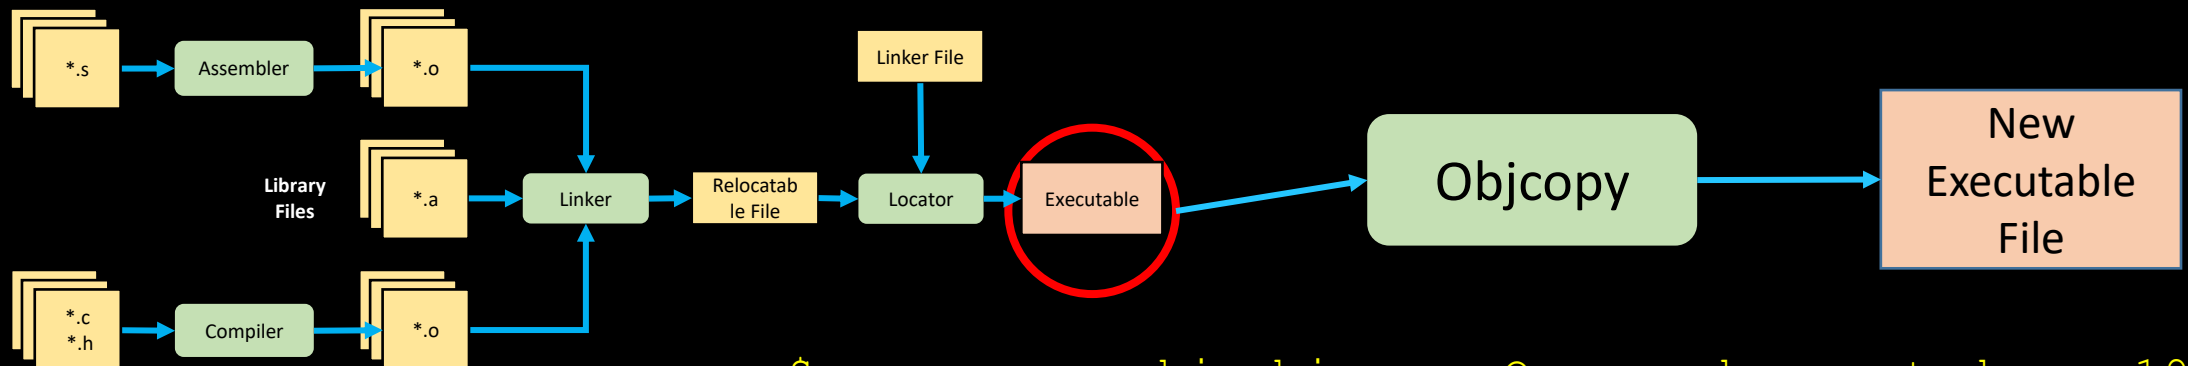 *.s
Assembler
*.o
Linker File
Library
Files
*.a
Linker
Relocatab
le File
Locator
Executable
Objcopy
New
Executable
File
*.c
*.h
Compiler
*.o